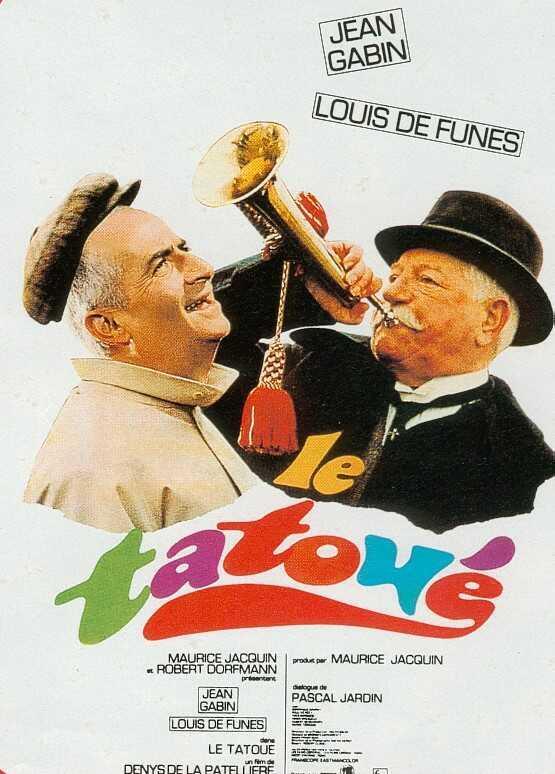 JEAN
GABIN
LOUIS DE FUNES
le
tatoué
MAURICE JACQUIN
et ROBERT DORFMANN
présentent
JEAN
GABIN
LOUIS DE FUNES
dans
LE TATOUE
un film de
DENYS DE LA PATELLIERE
produit par MAURICE JACQUIN
dialogue de
PASCAL JARDIN
FRANSCOPE EASTMANCOLOR